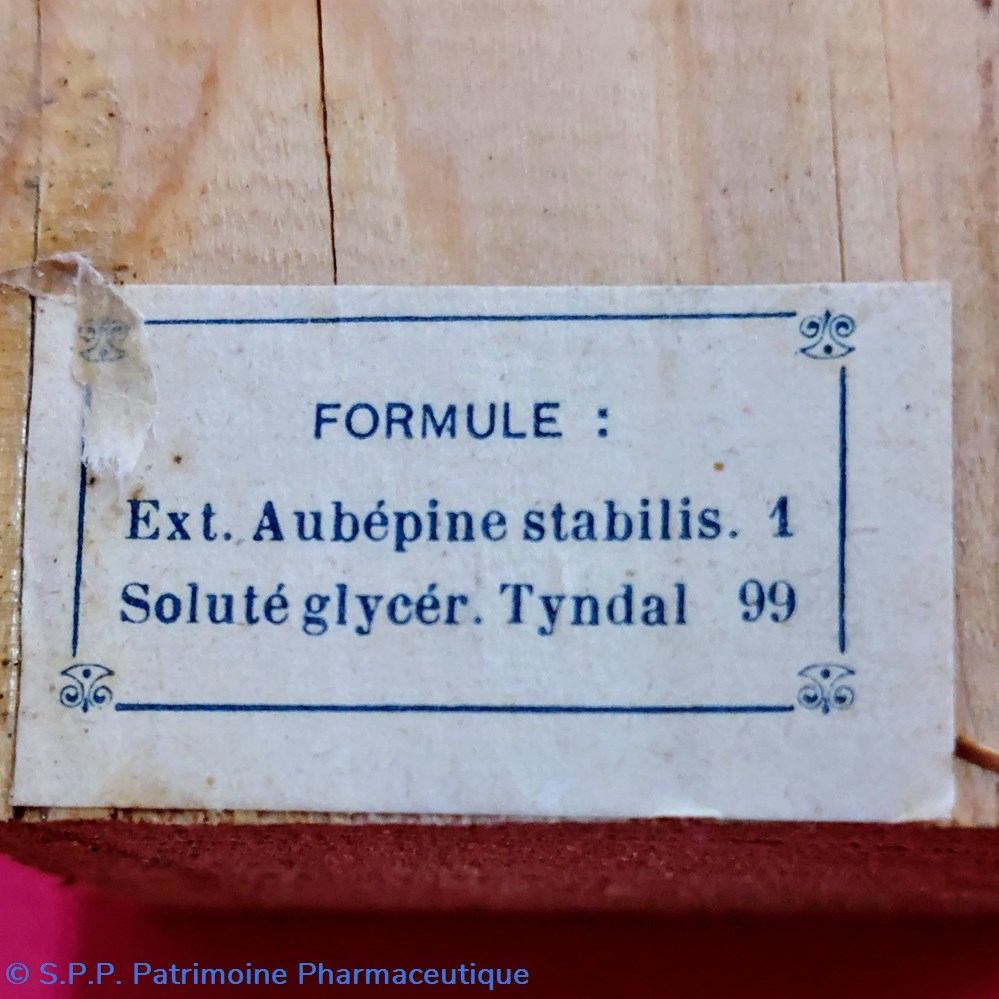 FORMULE :
Ext. Aubépine stabilis. 1
Soluté glycér. Tyndal 99
© S.P.P. Patrimoine Pharmaceutique